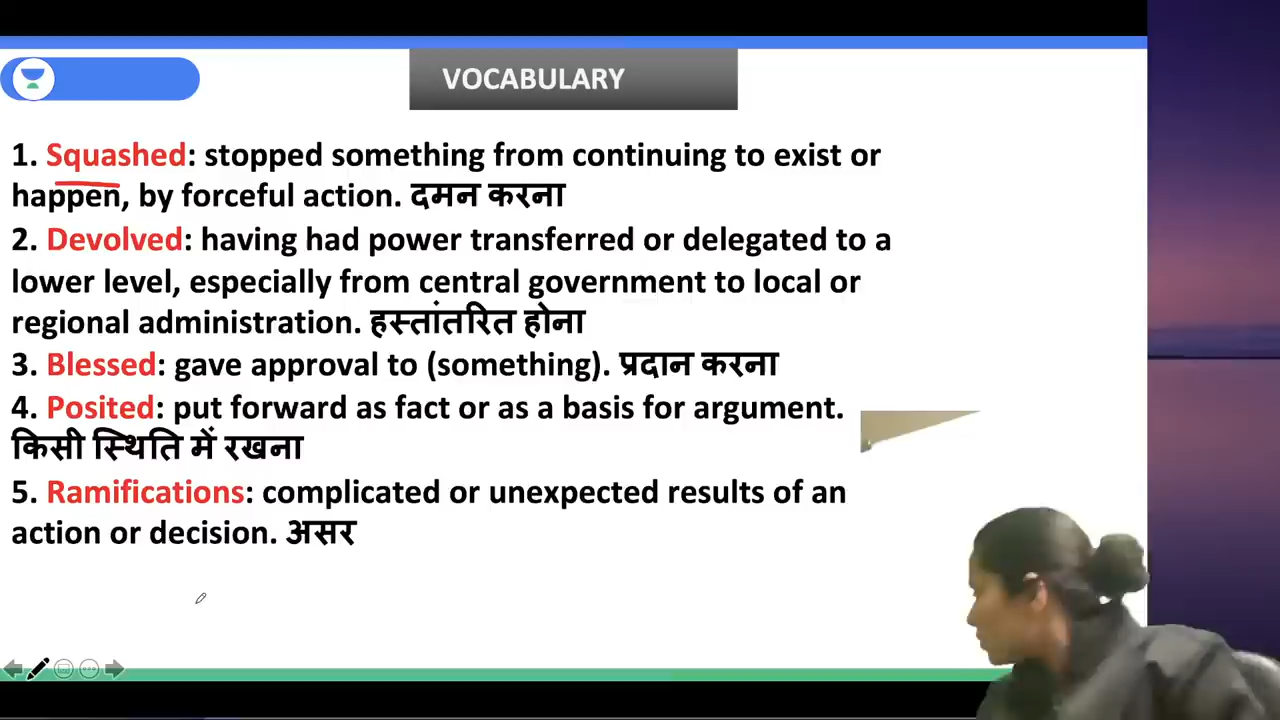 VOCABULARY
1. Squashed: stopped something from continuing to exist or
happen, by forceful action. दमन करना
2. Devolved: having had power transferred or delegated to a
lower level, especially from central government to local or
regional administration. हस्तांतरित होना
3. Blessed: gave approval to (something). प्रदान करना
4. Posited: put forward as fact or as a basis for argument.
किसी स्थिति में रखना
5. Ramifications: complicated or unexpected results of an
action or decision. असर